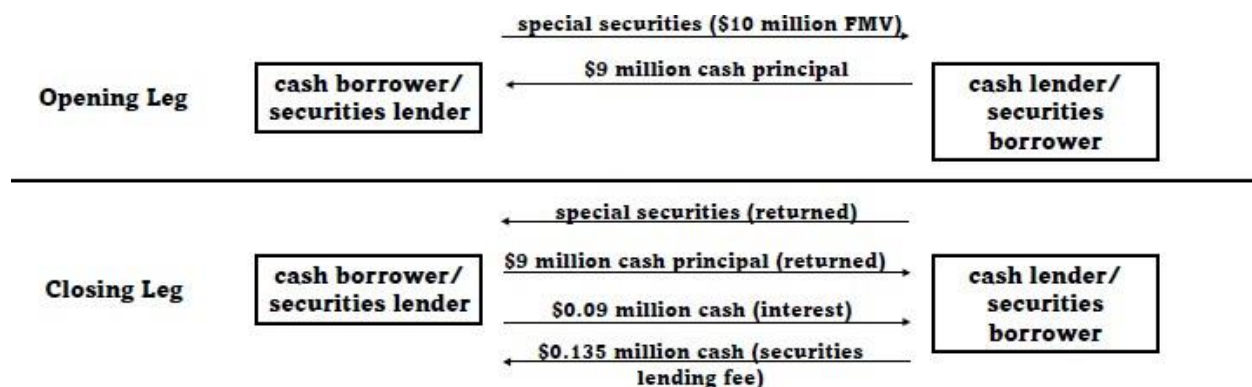 special securities ($10 million FMV)
$9 million cash principal
Opening Leg
cash borrower/
securities lender
cash lender/
securities
borrower
special securities (returned)
$9 million cash principal (returned)
Closing Leg
cash borrower/
securities lender
$0.09 million cash (interest)
cash lender/
securities
borrower
$0.135 million cash (securities
lending fee)